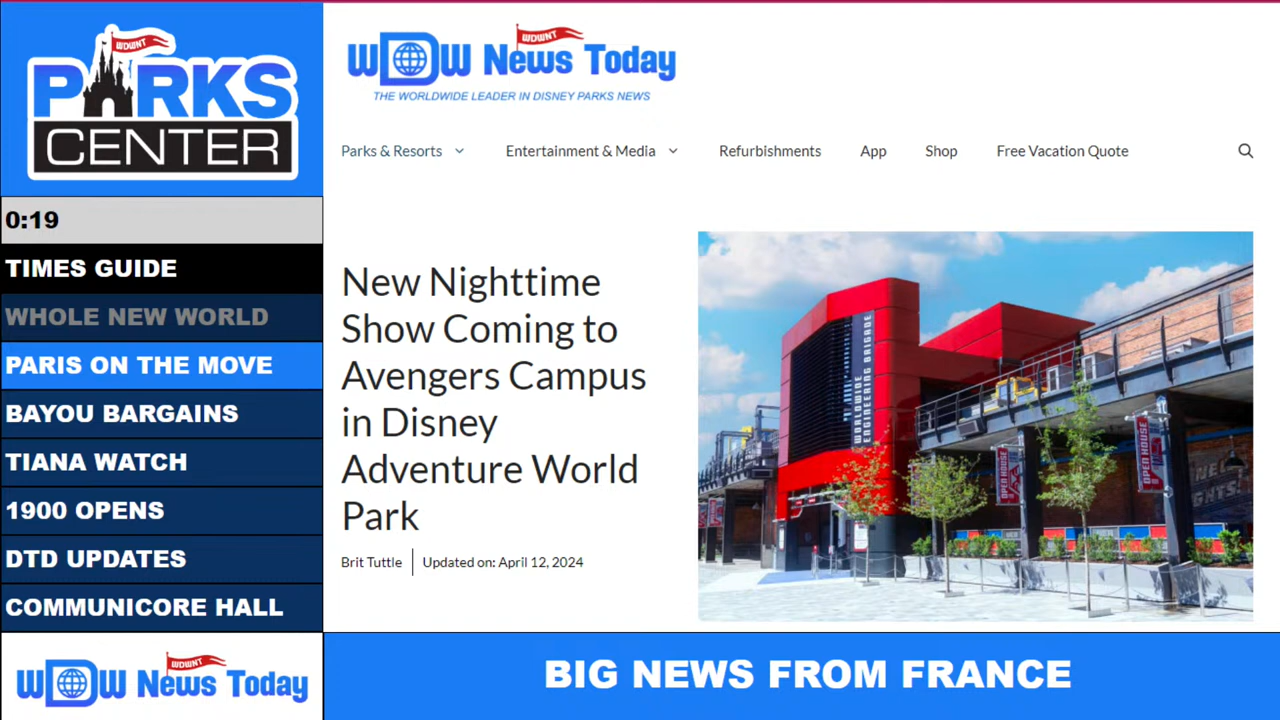 WDWNT
PARKS
CENTER
0:19
TIMES GUIDE
WHOLE NEW WORLD
PARIS ON THE MOVE
BAYOU BARGAINS
TIANA WATCH
1900 OPENS
DTD UPDATES
COMMUNICORE HALL
WDWNT
WDW News Today
WDWNT
WDW News Today
THE WORLDWIDE LEADER IN DISNEY PARKS NEWS
Parks & Resorts
Entertainment & Media
Refurbishments
App
Shop
Free Vacation Quote
New Nighttime
Show Coming to
Avengers Campus
in Disney
Adventure World
Park
Brit Tuttle
Updated on: April 12, 2024
WORLDWIDE
ENGINEERING BRIGADE
OPEN HOUSE
OPEN HOUSE
BIG NEWS FROM FRANCE